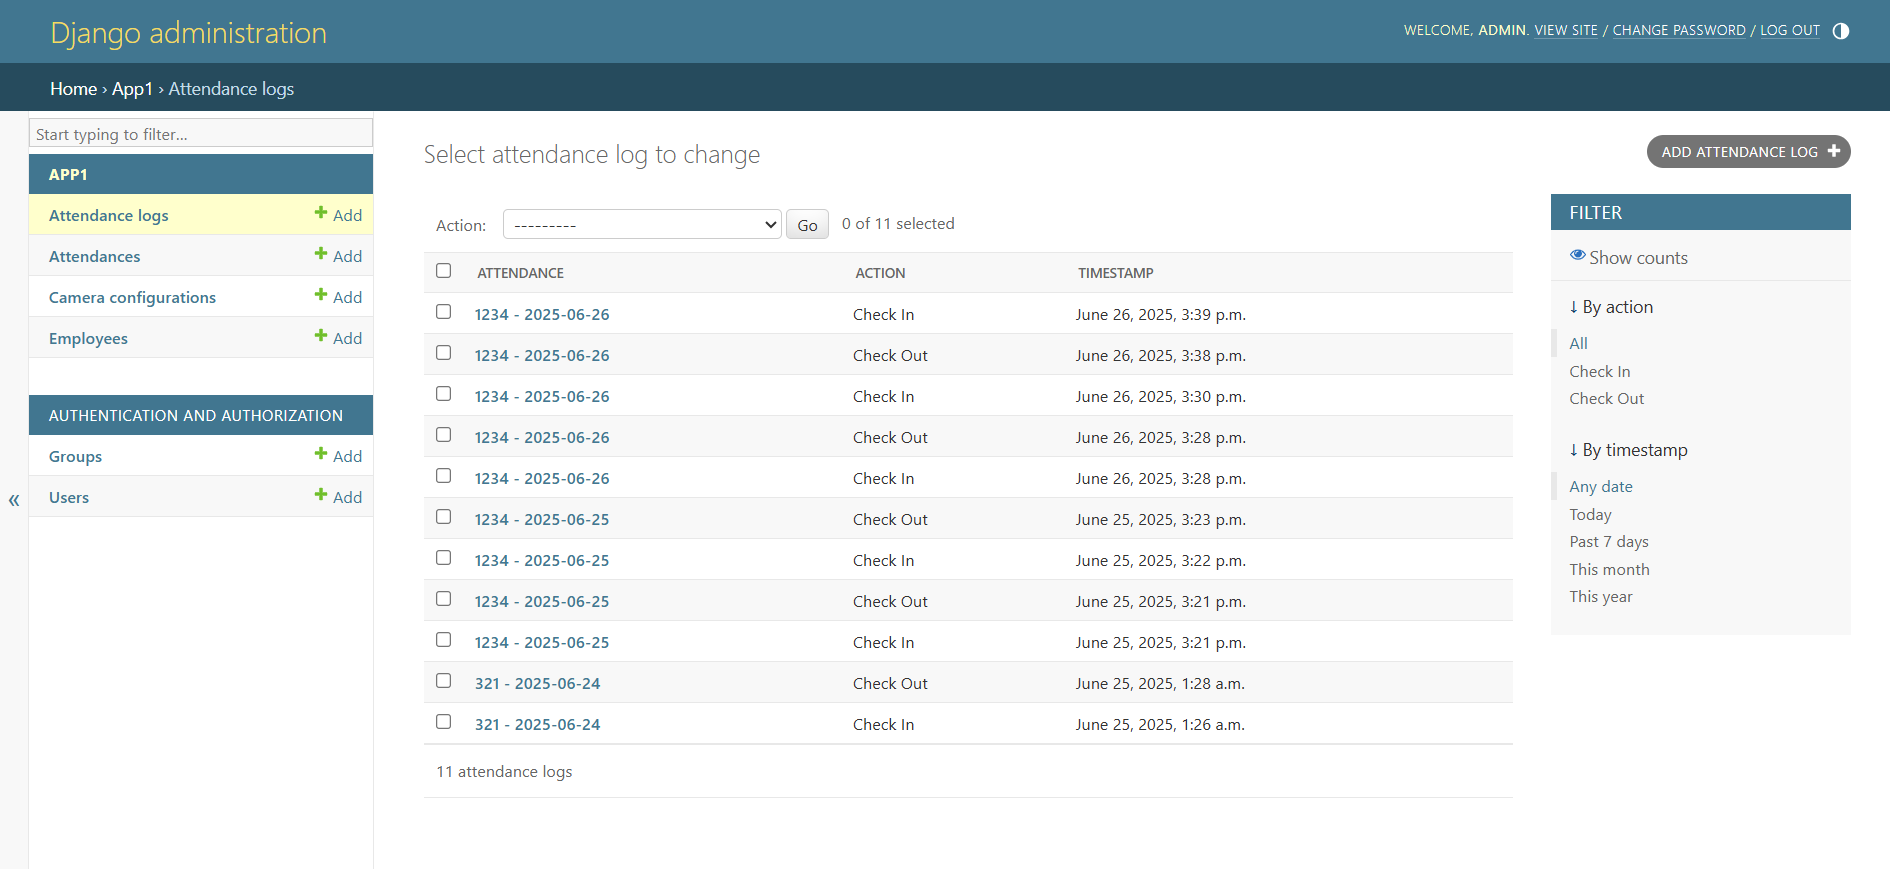 Django administration
WELCOME, ADMIN. VIEW SITE / CHANGE PASSWORD / LOG OUT
Home › App1 › Attendance logs
Start typing to filter...
APP1
Attendance logs + Add
Attendances + Add
Camera configurations + Add
Employees + Add
AUTHENTICATION AND AUTHORIZATION
Groups + Add
Users + Add
«
Select attendance log to change
ADD ATTENDANCE LOG +
Action: --------- Go 0 of 11 selected
ATTENDANCE ACTION TIMESTAMP
1234 - 2025-06-26 Check In June 26, 2025, 3:39 p.m.
1234 - 2025-06-26 Check Out June 26, 2025, 3:38 p.m.
1234 - 2025-06-26 Check In June 26, 2025, 3:30 p.m.
1234 - 2025-06-26 Check Out June 26, 2025, 3:28 p.m.
1234 - 2025-06-26 Check In June 26, 2025, 3:28 p.m.
1234 - 2025-06-25 Check Out June 25, 2025, 3:23 p.m.
1234 - 2025-06-25 Check In June 25, 2025, 3:22 p.m.
1234 - 2025-06-25 Check Out June 25, 2025, 3:21 p.m.
1234 - 2025-06-25 Check In June 25, 2025, 3:21 p.m.
321 - 2025-06-24 Check Out June 25, 2025, 1:28 a.m.
321 - 2025-06-24 Check In June 25, 2025, 1:26 a.m.
11 attendance logs
FILTER
Show counts
↓ By action
All
Check In
Check Out
↓ By timestamp
Any date
Today
Past 7 days
This month
This year